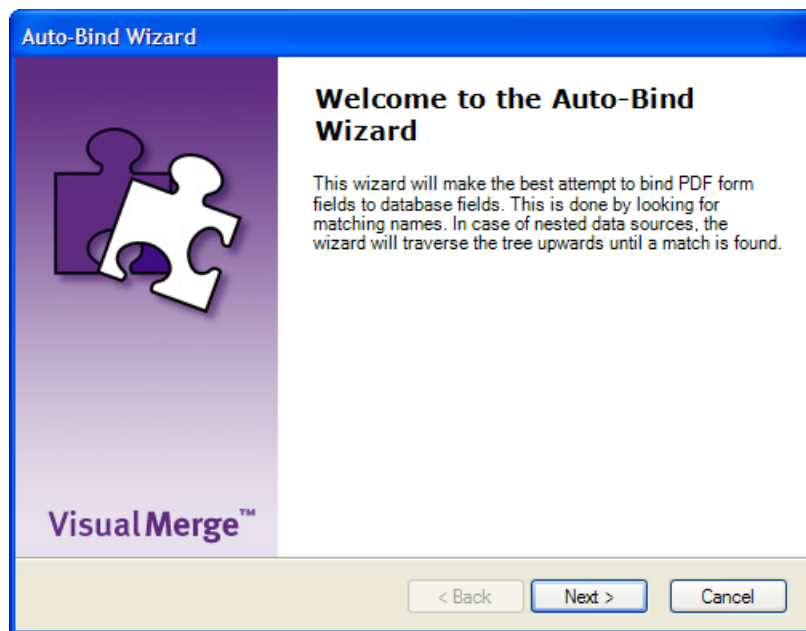 Auto-Bind Wizard
Welcome to the Auto-Bind
Wizard
This wizard will make the best attempt to bind PDF form
fields to database fields. This is done by looking for
matching names. In case of nested data sources, the
wizard will traverse the tree upwards until a match is found.
VisualMerge™
< Back Next > Cancel